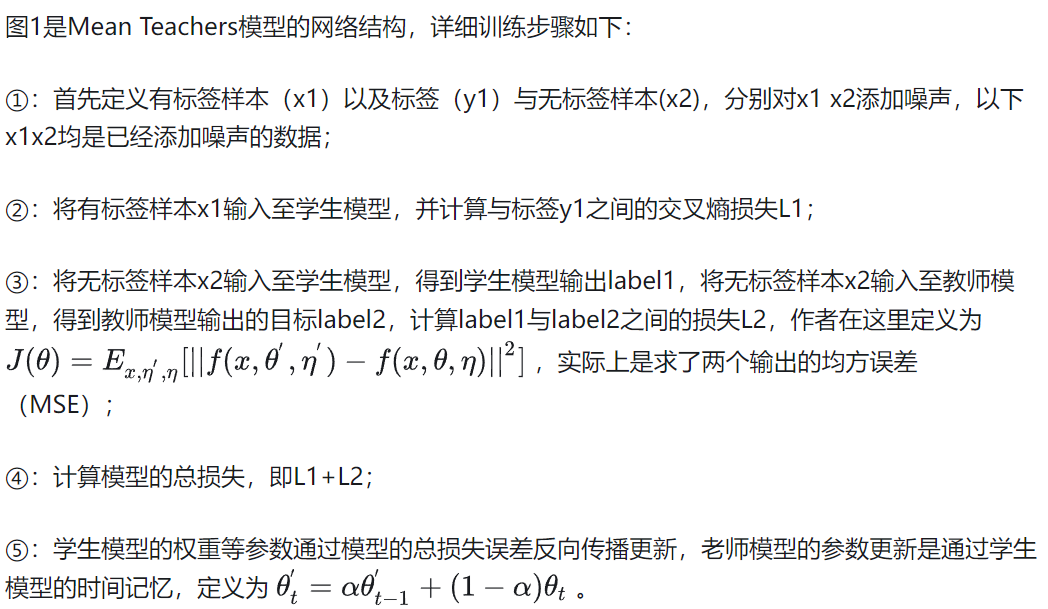 图1是Mean Teachers模型的网络结构，详细训练步骤如下：
①：首先定义有标签样本（x1）以及标签（y1）与无标签样本(x2)，分别对x1 x2添加噪声，以下
x1x2均是已经添加噪声的数据；
②：将有标签样本x1输入至学生模型，并计算与标签y1之间的交叉熵损失L1；
③：将无标签样本x2输入至学生模型，得到学生模型输出label1，将无标签样本x2输入至教师模
型，得到教师模型输出的目标label2，计算label1与label2之间的损失L2，作者在这里定义为
$J(\theta) = E_{x,\eta^{'},\eta}[||f(x,\theta^{'},\eta^{'}) - f(x,\theta,\eta)||^2]$ ，实际上是求了两个输出的均方误差
（MSE）；
④：计算模型的总损失，即L1+L2；
⑤：学生模型的权重等参数通过模型的总损失误差反向传播更新，老师模型的参数更新是通过学生
模型的时间记忆，定义为 $\theta_t^{'} = \alpha\theta_{t-1}^{'} + (1 - \alpha)\theta_t$ 。